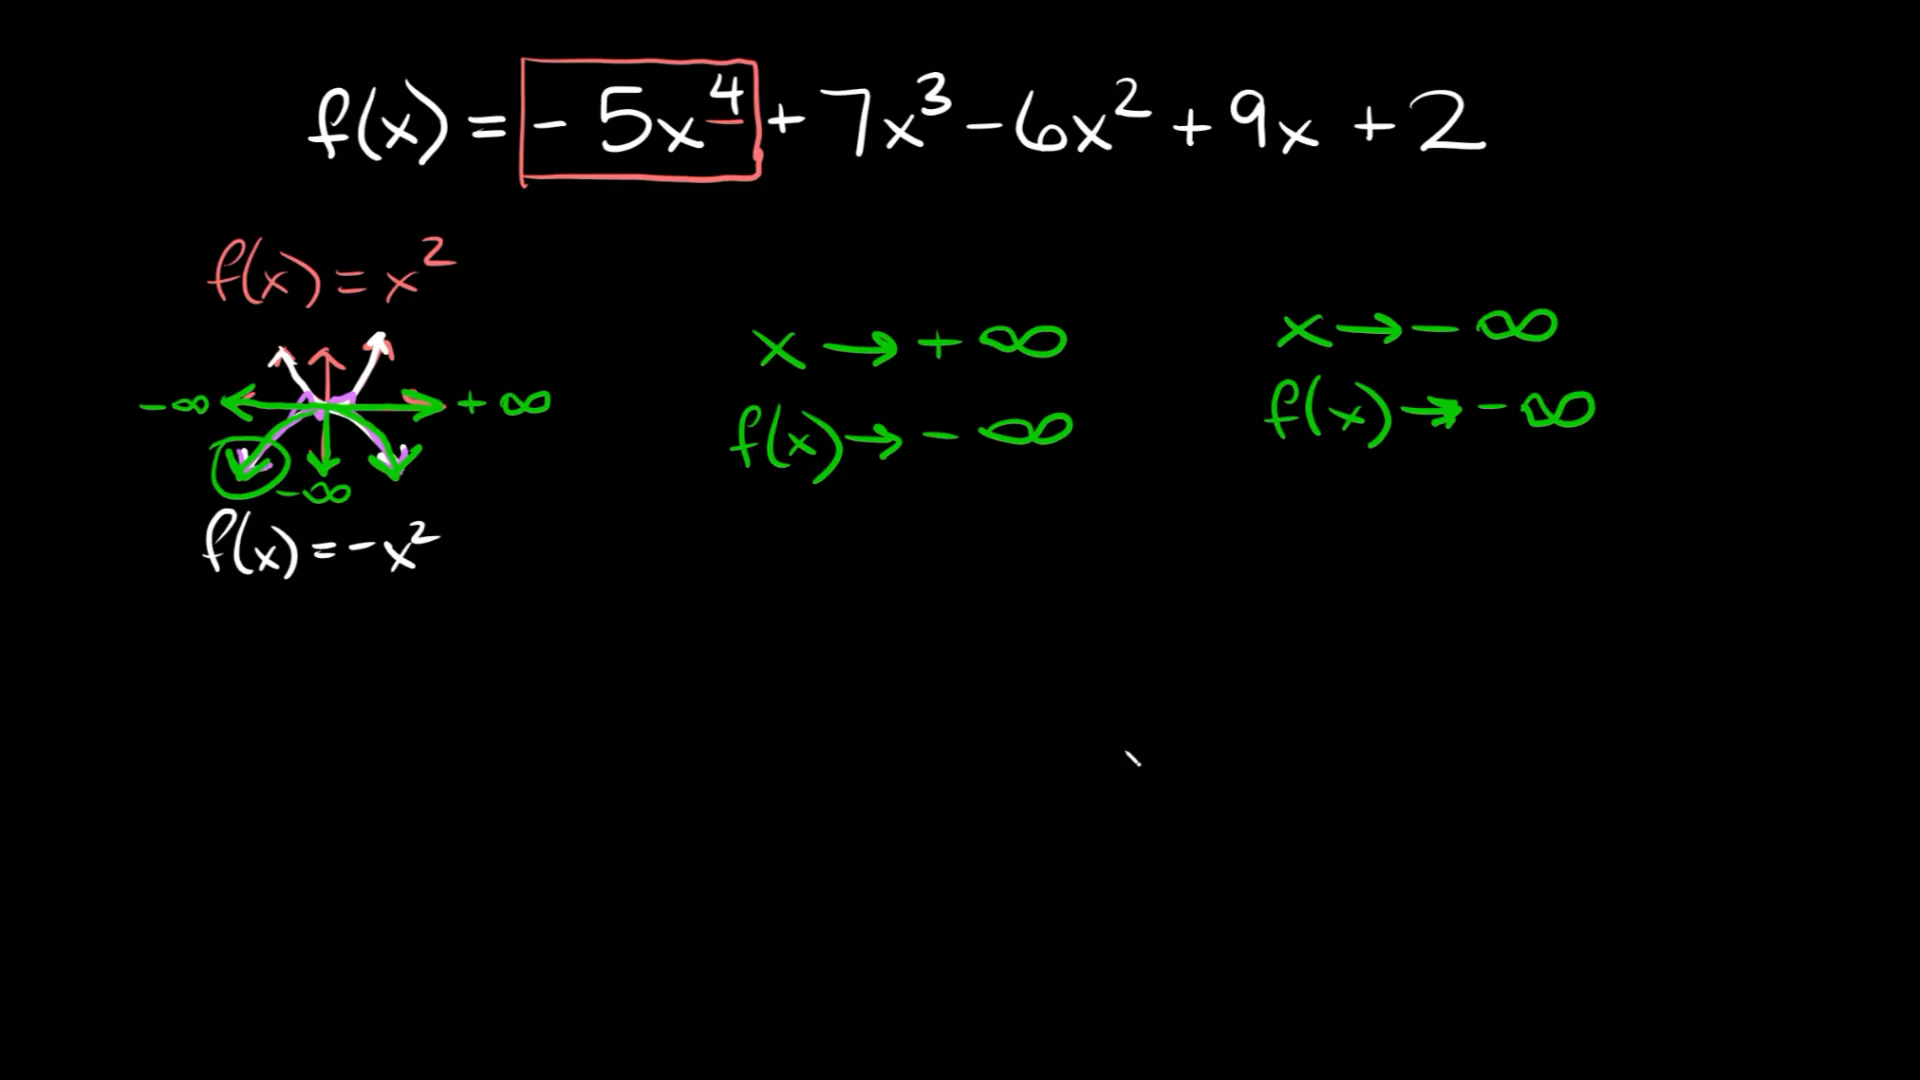 f(x) = - 5x⁴ + 7x³ - 6x² + 9x + 2
f(x) = x²
x → + ∞
f(x) → - ∞
x → - ∞
f(x) → - ∞
- ∞
+ ∞
- ∞
f(x) = - x²